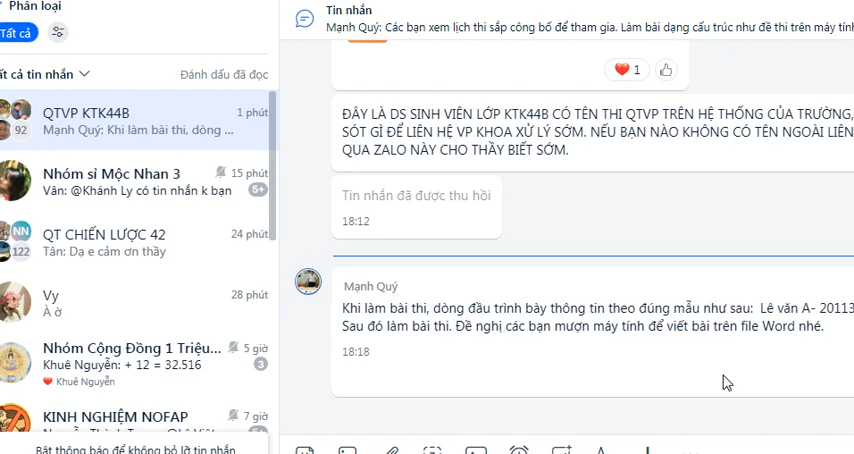 Phân loại
Tất cả
ất cả tin nhắn
Đánh dấu đã đọc
QTVP KTK44B
1 phút
92
Mạnh Quý: Khi làm bài thi, dòng ...
Nhóm sỉ Mộc Nhan 3
15 phút
Vân: @Khánh Ly có tin nhắn k bạn
5+
NN
QT CHIẾN LƯỢC 42
24 phút
122
Tân: Dạ e cảm ơn thầy
Vy
28 phút
À ờ
Nhóm Cộng Đồng 1 Triệu...
5 giờ
Khuê Nguyễn: + 12 = 32.516
3
Khuê Nguyễn
KINH NGHIỆM NOFAP
7 giờ
5+
Bật thông báo để không bỏ lỡ tin nhắn
Tin nhắn
Mạnh Quý: Các bạn xem lịch thi sắp công bố để tham gia. Làm bài dạng cấu trúc như đề thi trên máy tính
1
ĐÂY LÀ DS SINH VIÊN LỚP KTK44B CÓ TÊN THI QTVP TRÊN HỆ THỐNG CỦA TRƯỜNG,
SÓT GÌ ĐỂ LIÊN HỆ VP KHOA XỬ LÝ SỚM. NẾU BẠN NÀO KHÔNG CÓ TÊN NGOÀI LIÊN
QUA ZALO NÀY CHO THẦY BIẾT SỚM.
Tin nhắn đã được thu hồi
18:12
Mạnh Quý
Khi làm bài thi, dòng đầu trình bày thông tin theo đúng mẫu như sau: Lê văn A- 20113
Sau đó làm bài thi. Đề nghị các bạn mượn máy tính để viết bài trên file Word nhé.
18:18